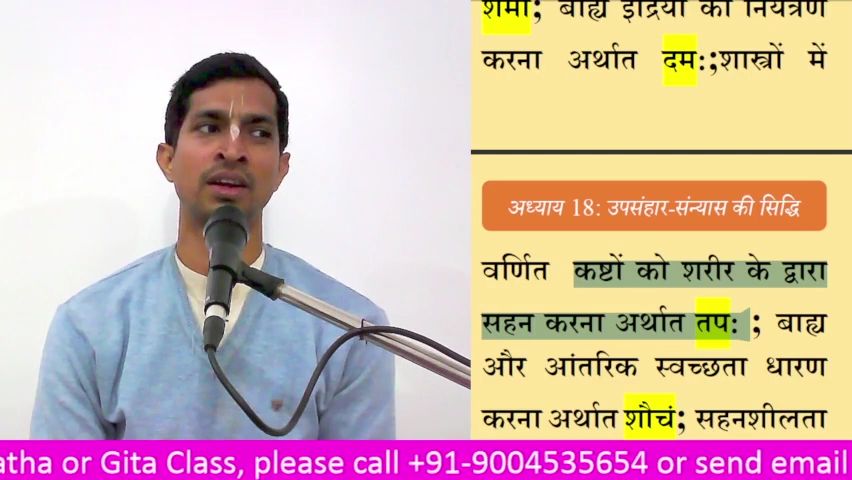 शमो; बाह्य इंद्रियों को नियंत्रण
करना अर्थात दम:;शास्त्रों में
अध्याय 18: उपसंहार-संन्यास की सिद्धि
वर्णित कष्टों को शरीर के द्वारा
सहन करना अर्थात तप: ; बाह्य
और आंतरिक स्वच्छता धारण
करना अर्थात शौचं; सहनशीलता
atha or Gita Class, please call +91-9004535654 or send email